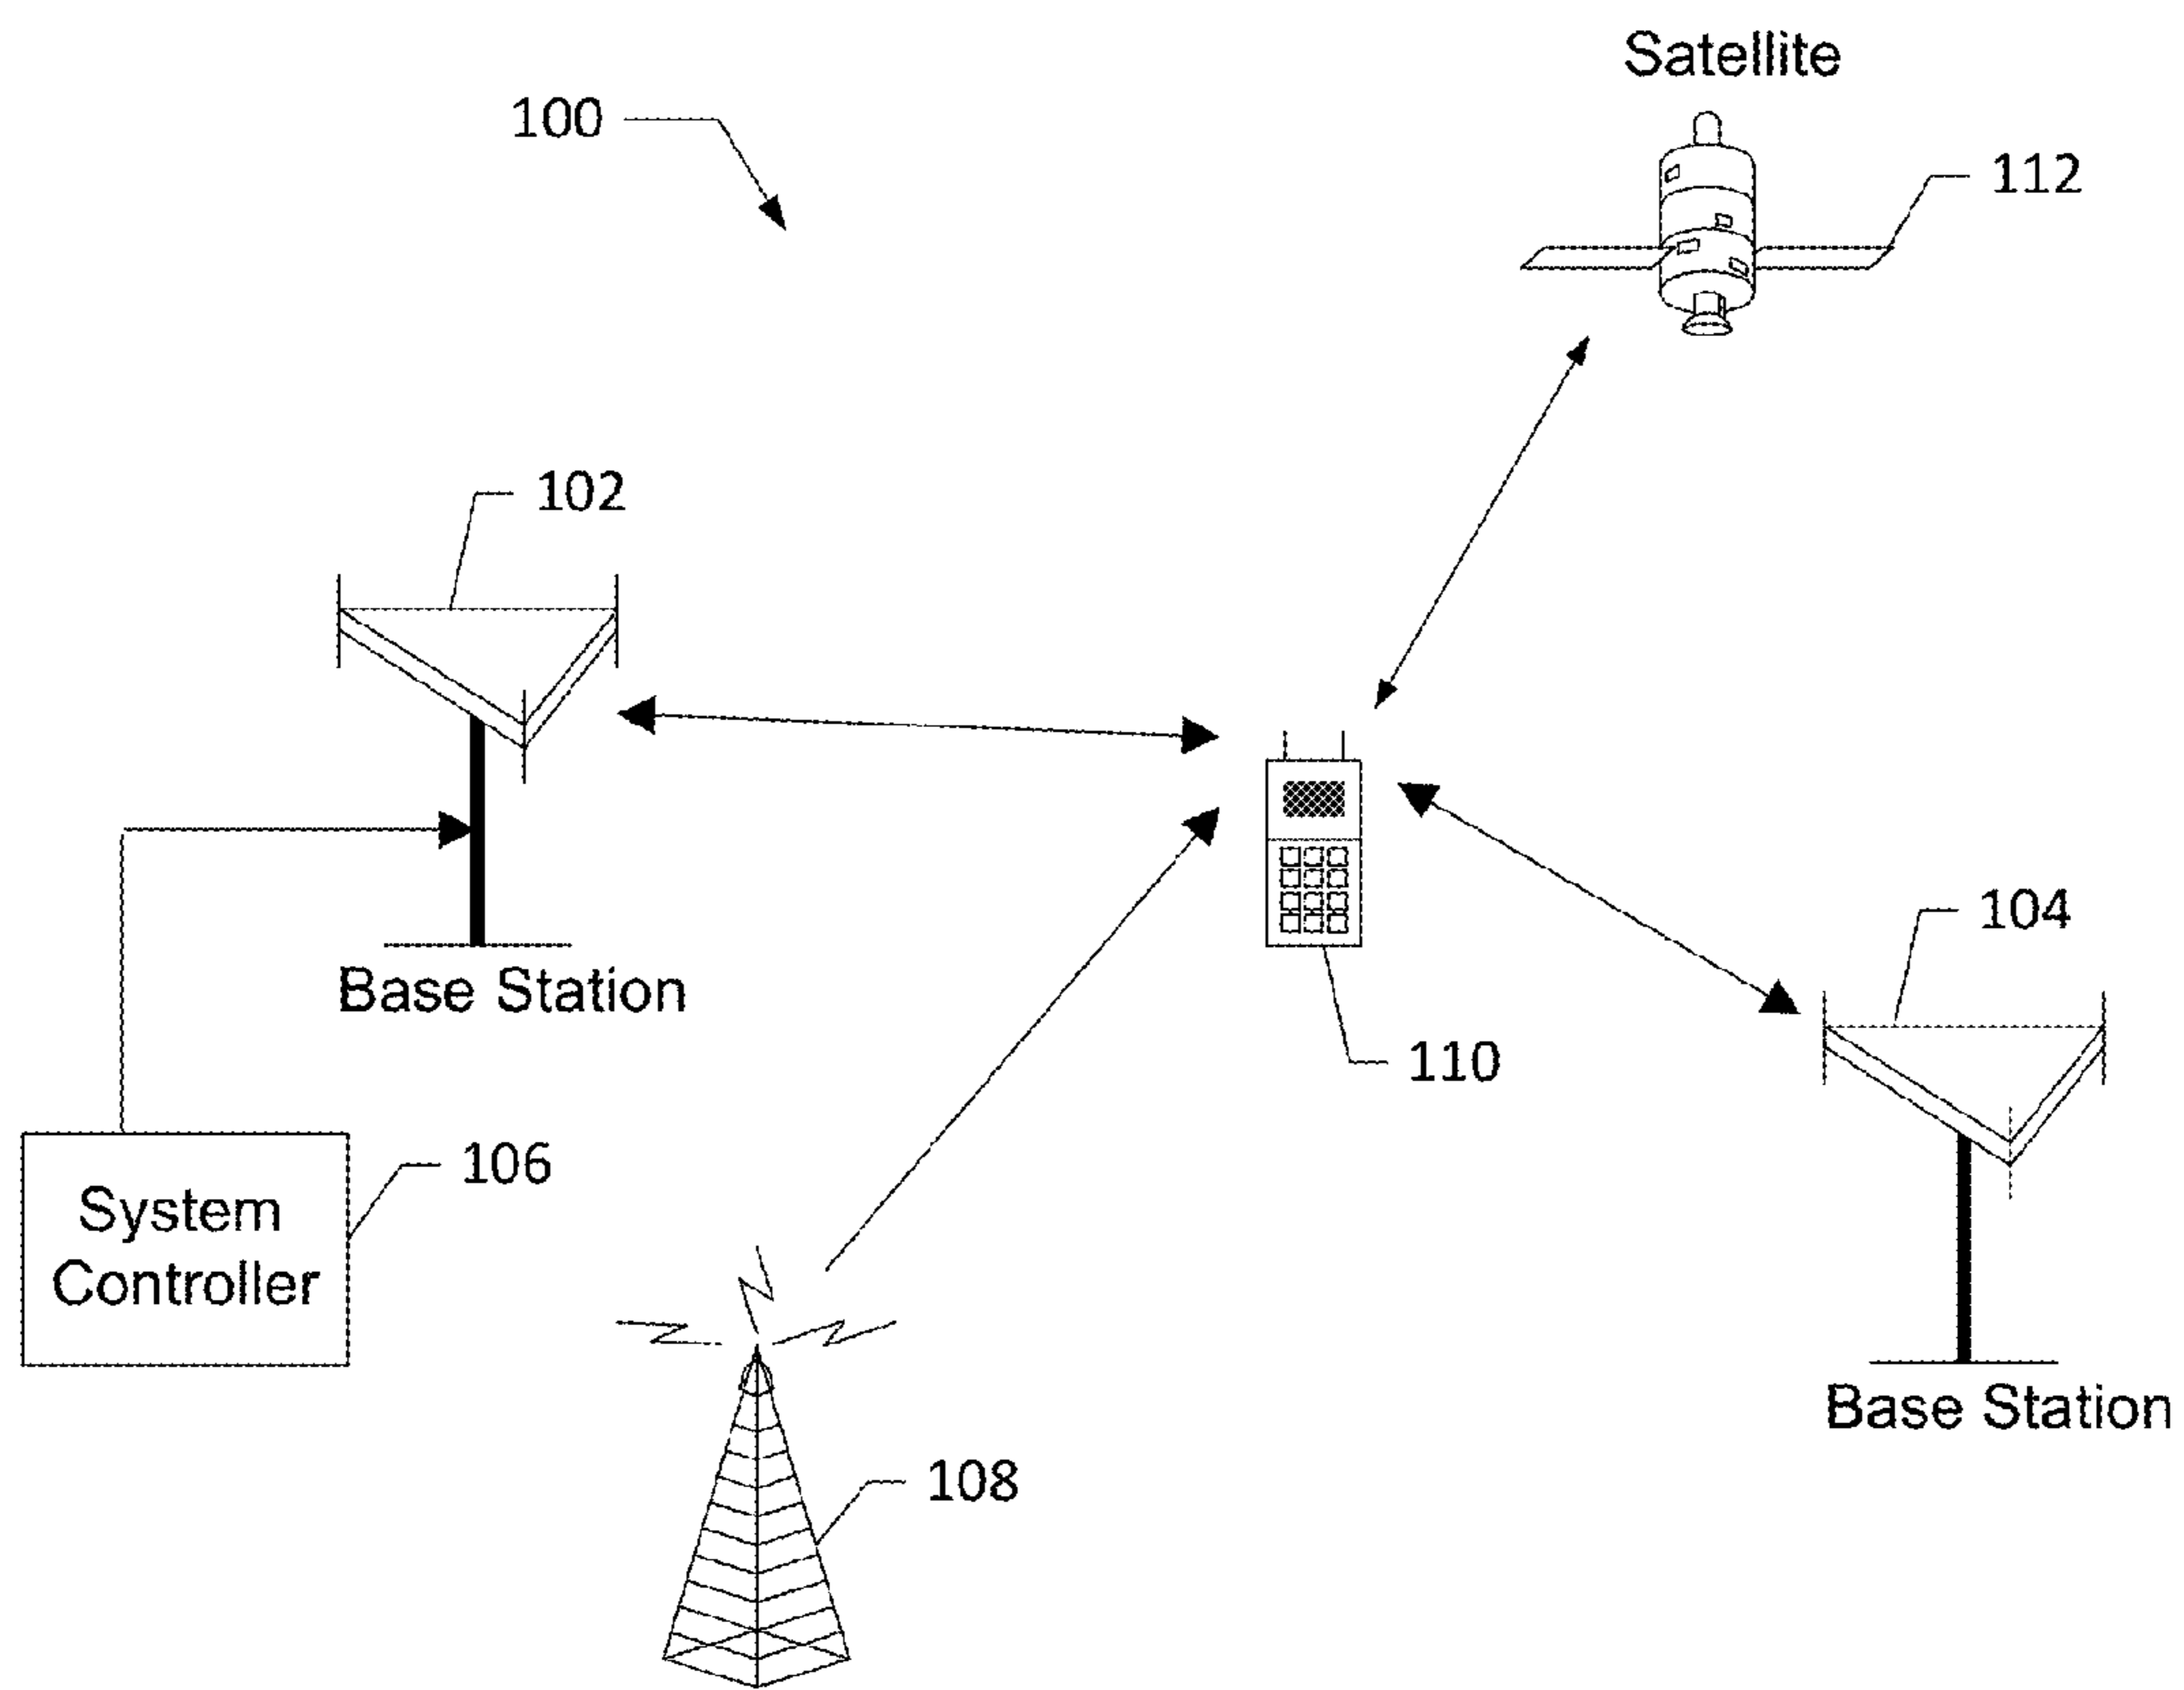 Satellite
100
112
102
104
Base Station
110
106
System
Controller
Base Station
108